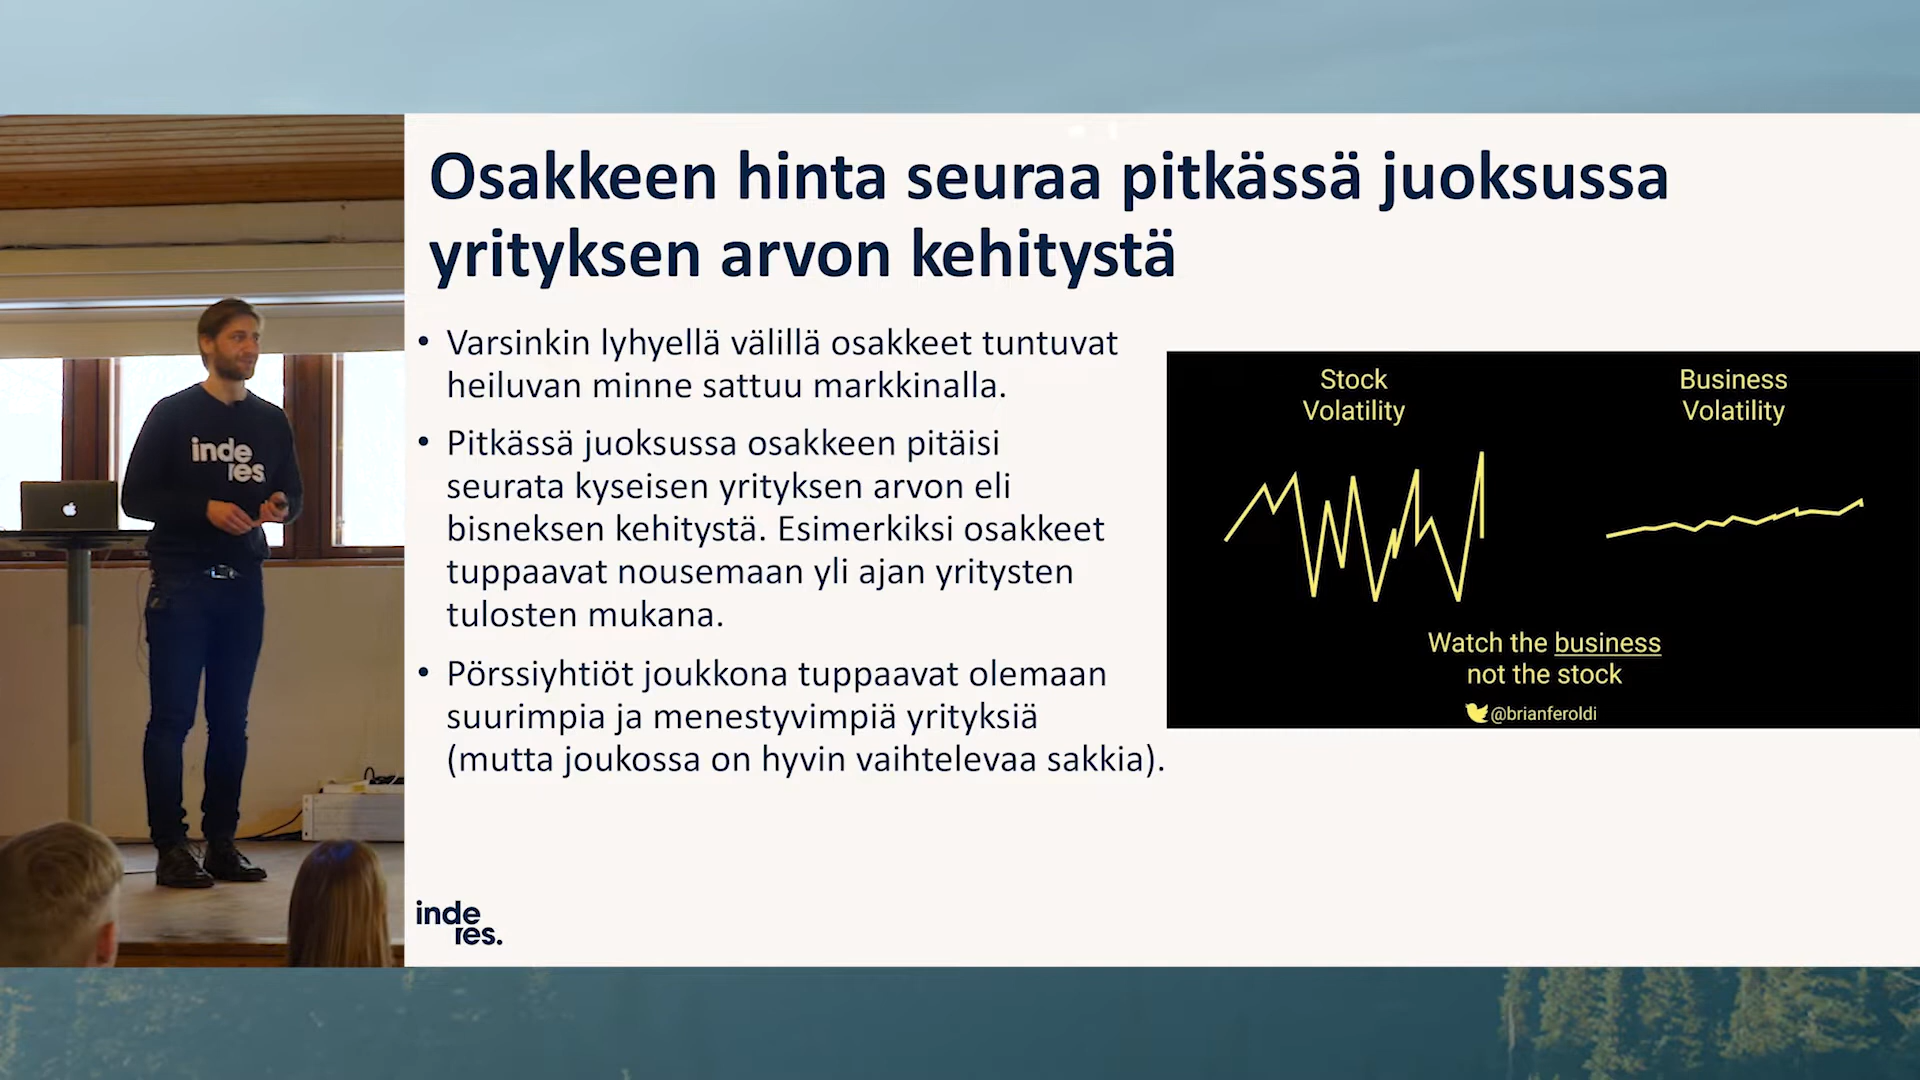 Osakkeen hinta seuraa pitkässä juoksussa
yrityksen arvon kehitystä
• Varsinkin lyhyellä välillä osakkeet tuntuvat
heiluvan minne sattuu markkinalla.
• Pitkässä juoksussa osakkeen pitäisi
seurata kyseisen yrityksen arvon eli
bisneksen kehitystä. Esimerkiksi osakkeet
tuppaavat nousemaan yli ajan yritysten
tulosten mukana.
• Pörssiyhtiöt joukkona tuppaavat olemaan
suurimpia ja menestyvimpiä yrityksiä
(mutta joukossa on hyvin vaihtelevaa sakkia).
Stock
Volatility
Business
Volatility
Watch the business
not the stock
@brianferoldi
inde
res
inde
res.